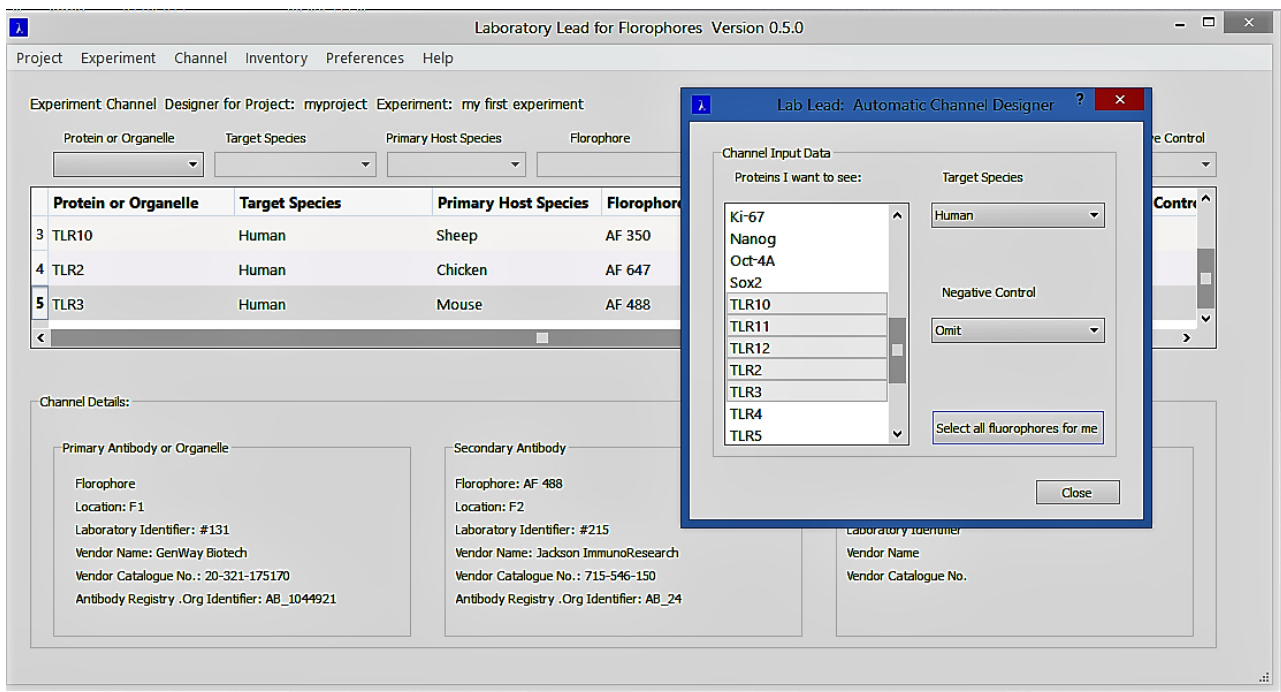 λ Laboratory Lead for Florophores Version 0.5.0
Project Experiment Channel Inventory Preferences Help
Experiment Channel Designer for Project: myproject Experiment: my first experiment
Protein or Organelle Target Species Primary Host Species Florophore e Control
Protein or Organelle Target Species Primary Host Species Florophore Contro
3 TLR10 Human Sheep AF 350
4 TLR2 Human Chicken AF 647
5 TLR3 Human Mouse AF 488
Channel Details:
Primary Antibody or Organelle
Florophore
Location: F1
Laboratory Identifier: #131
Vendor Name: GenWay Biotech
Vendor Catalogue No.: 20-321-175170
Antibody Registry .Org Identifier: AB_1044921
Secondary Antibody
Florophore: AF 488
Location: F2
Laboratory Identifier: #215
Vendor Name: Jackson ImmunoResearch
Vendor Catalogue No.: 715-546-150
Antibody Registry .Org Identifier: AB_24
Laboratory Identifier
Vendor Name
Vendor Catalogue No.
λ Lab Lead: Automatic Channel Designer ?
Channel Input Data
Proteins I want to see:
Ki-67
Nanog
Oct-4A
Sox2
TLR10
TLR11
TLR12
TLR2
TLR3
TLR4
TLR5
Target Species
Human
Negative Control
Omit
Select all fluorophores for me
Close